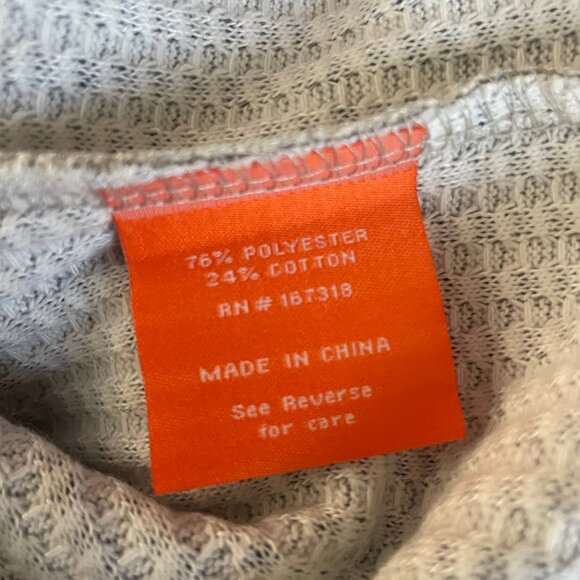 76% POLYESTER
24% COTTON
RN # 167318
MADE IN CHINA
See Reverse
for care